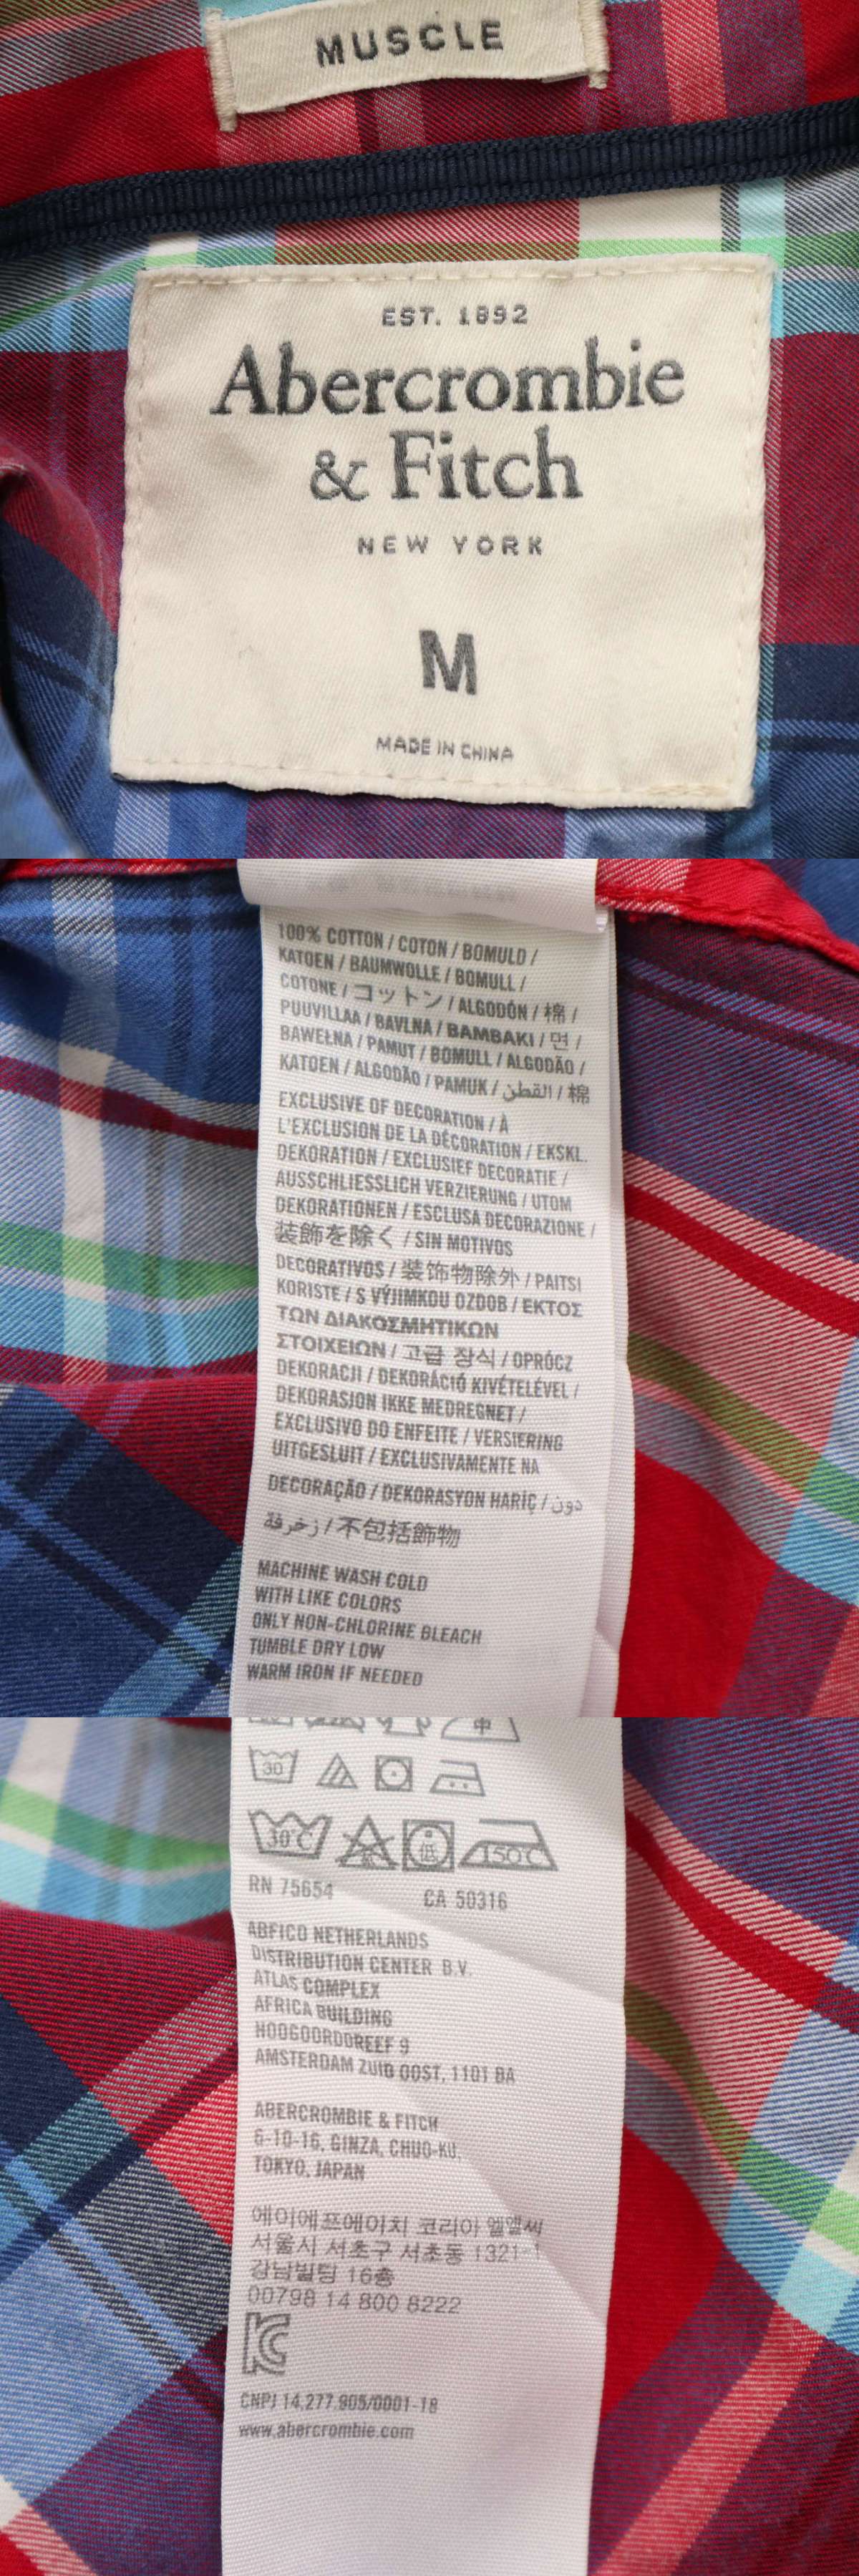 MUSCLE
EST. 1892
Abercrombie
& Fitch
NEW YORK
M
MADE IN CHINA
100% COTTON / COTON / BOMULD /
KATOEN / BAUMWOLLE / BOMULL /
COTONE / コットン / ALGODÓN / 棉 /
PUUVILLAA / BAVLNA / ΒΑΜΒΑΚΙ / 면 /
BAWEŁNA / PAMUT / BOMULL / ALGODÃO /
KATOEN / ALGODÃO / PAMUK / القطن / 棉
EXCLUSIVE OF DECORATION / À
L'EXCLUSION DE LA DÉCORATION / EKSKL.
DEKORATION / EXCLUSIEF DECORATIE /
AUSSCHLIESSLICH VERZIERUNG / UTOM
DEKORATIONEN / ESCLUSA DECORAZIONE /
装飾を除く / SIN MOTIVOS
DECORATIVOS / 装饰物除外 / PAITSI
KORISTE / S VÝJIMKOU OZDOB / ΕΚΤΟΣ
ΤΩΝ ΔΙΑΚΟΣΜΗΤΙΚΩΝ
ΣΤΟΙΧΕΙΩΝ / 고급 장식 / OPRÓCZ
DEKORACJI / DEKORÁCIÓ KIVÉTELÉVEL /
DEKORASJON IKKE MEDREGNET /
EXCLUSIVO DO ENFEITE / VERSIERING
UITGESLUIT / EXCLUSIVAMENTE NA
DECORAÇÃO / DEKORASYON HARİÇ / دون
زخرفة / 不包括飾物
MACHINE WASH COLD
WITH LIKE COLORS
ONLY NON-CHLORINE BLEACH
TUMBLE DRY LOW
WARM IRON IF NEEDED
中
30
30℃ 低 150℃
RN 75654 CA 50316
ABFICO NETHERLANDS
DISTRIBUTION CENTER B.V.
ATLAS COMPLEX
AFRICA BUILDING
HOOGOORDDREEF 9
AMSTERDAM ZUID OOST, 1101 BA
ABERCROMBIE & FITCH
6-10-16, GINZA, CHUO-KU,
TOKYO, JAPAN
에이에프에이치 코리아 엘엘씨
서울시 서초구 서초동 1321-1
강남빌딩 16층
00798 14 800 8222
CNPJ 14.277.905/0001-18
www.abercrombie.com